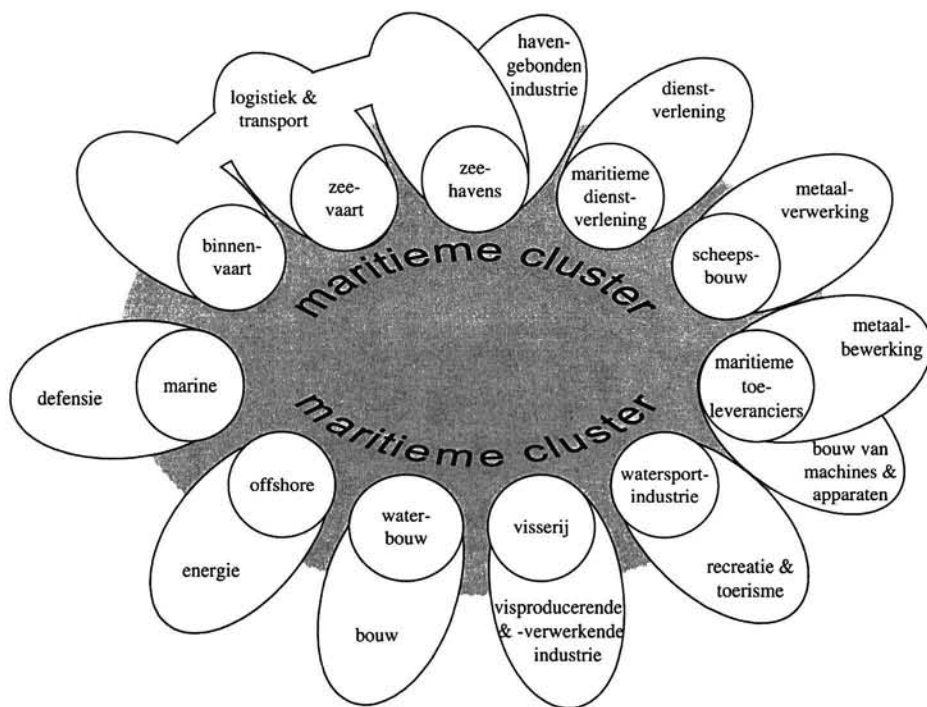 haven-
gebonden
industrie
logistiek &
transport
dienst-
verlening
zee-
havens
maritieme
dienst-
verlening
zee-
vaart
metaal-
verwerking
binnen-
vaart
scheeps-
bouw
maritieme cluster
metaal-
bewerking
maritieme
toe-
leveranciers
marine
defensie
maritieme cluster
bouw van
machines &
apparaten
offshore
watersport-
industrie
water-
bouw
visserij
energie
recreatie &
toerisme
bouw
visproducerende
& -verwerkende
industrie